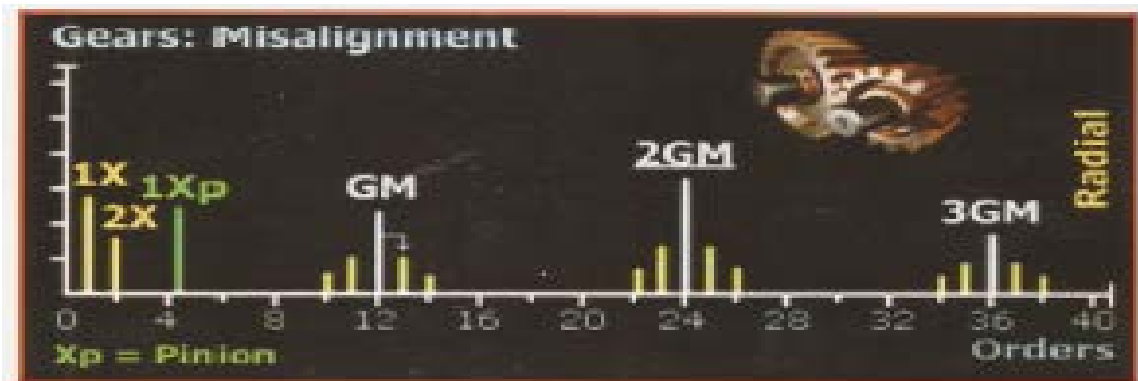 Gears: Misalignment
1X
2X
1Xp
GM
2GM
3GM
Radial
0 4 8 12 16 20 24 28 32 36 40
Orders
Xp = Pinion